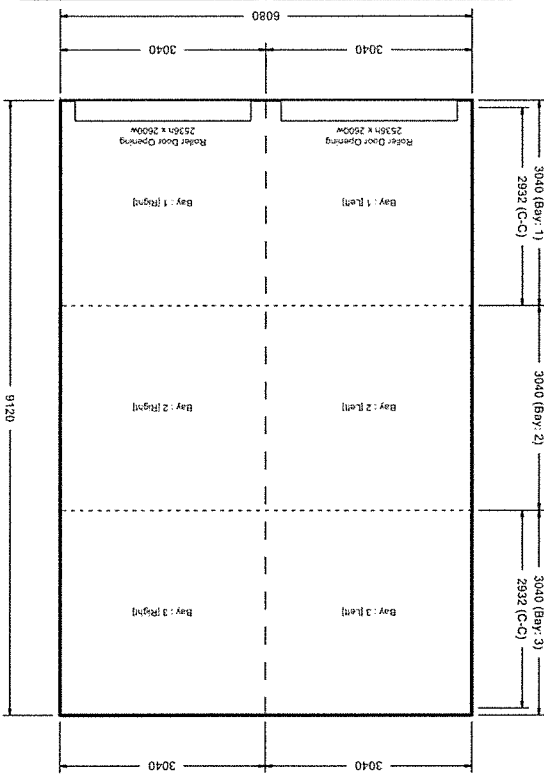 3040
3040
3040 (Bay: 3)
2932 (C-C)
Bay : 3 [Left]
Bay : 3 [Right]
3040 (Bay: 2)
Bay : 2 [Left]
Bay : 2 [Right]
9120
3040 (Bay: 1)
2932 (C-C)
Bay : 1 [Left]
Bay : 1 [Right]
Roller Door Opening
2536h x 2600w
Roller Door Opening
2536h x 2600w
3040
3040
6080